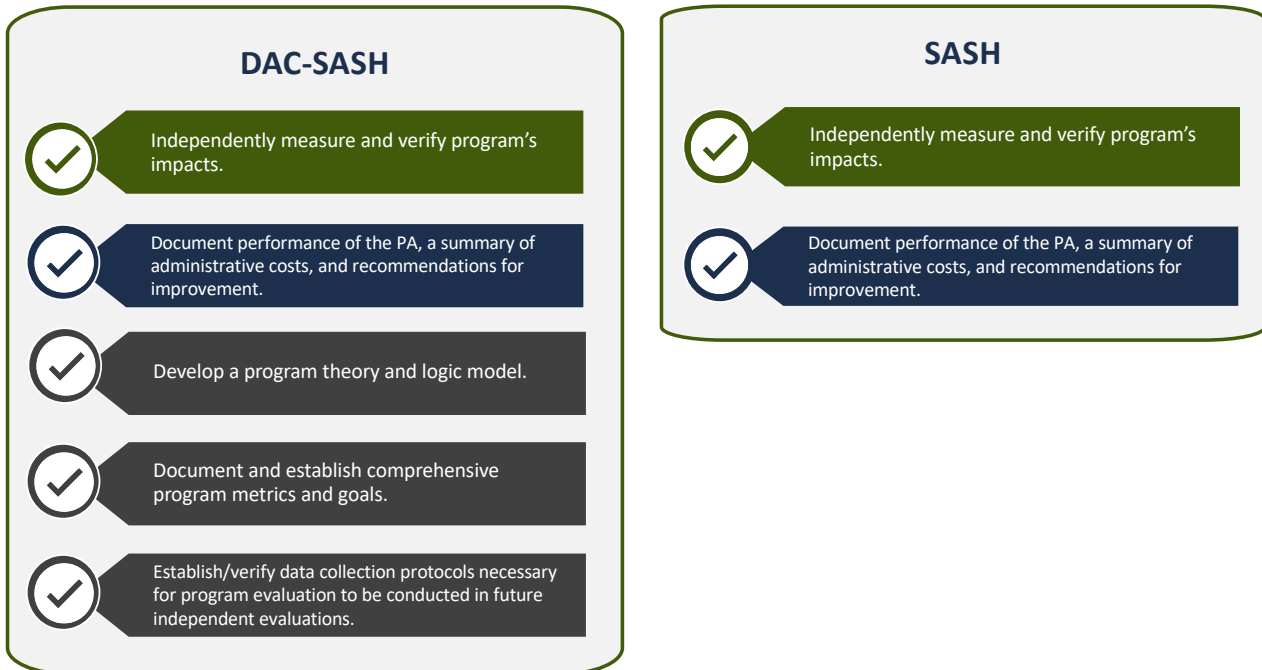 DAC-SASH
Independently measure and verify program's
impacts.
Document performance of the PA, a summary of
administrative costs, and recommendations for
improvement.
Develop a program theory and logic model.
Document and establish comprehensive
program metrics and goals.
Establish/verify data collection protocols necessary
for program evaluation to be conducted in future
independent evaluations.
SASH
Independently measure and verify program's
impacts.
Document performance of the PA, a summary of
administrative costs, and recommendations for
improvement.